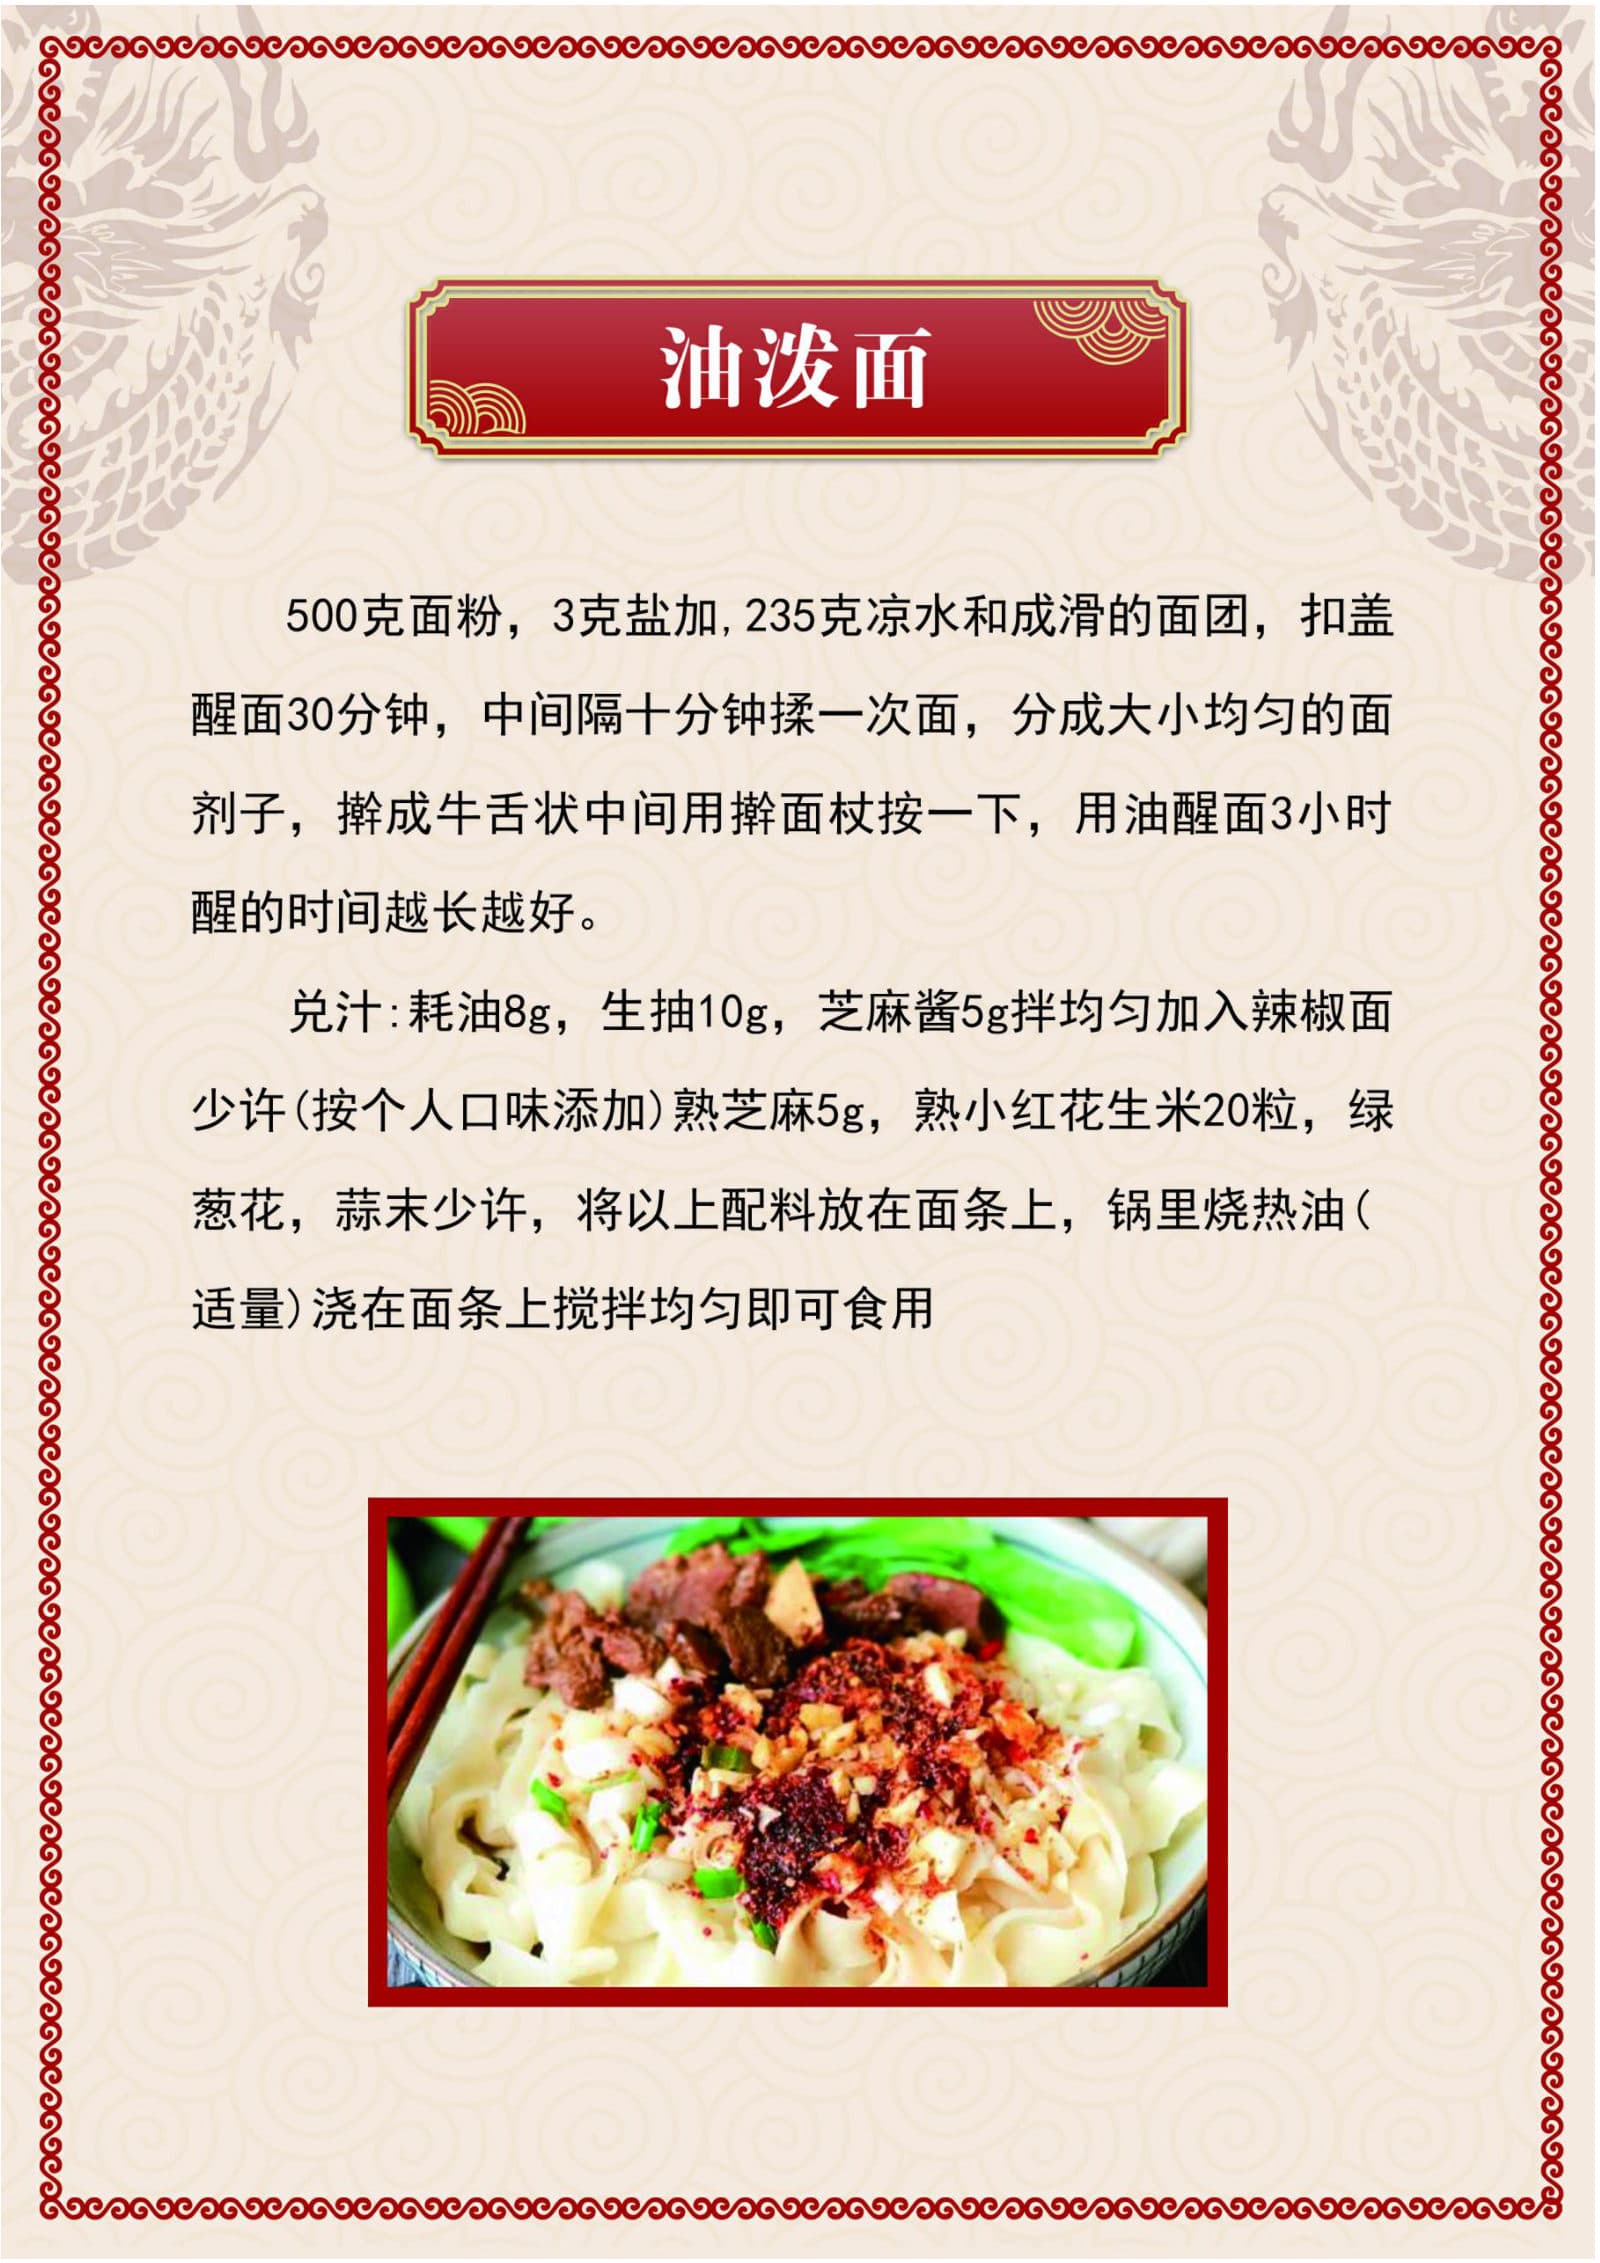 油泼面
500克面粉，3克盐加,235克凉水和成滑的面团，扣盖
醒面30分钟，中间隔十分钟揉一次面，分成大小均匀的面
剂子，擀成牛舌状中间用擀面杖按一下，用油醒面3小时
醒的时间越长越好。
兑汁:耗油8g，生抽10g，芝麻酱5g拌均匀加入辣椒面
少许(按个人口味添加)熟芝麻5g，熟小红花生米20粒，绿
葱花，蒜末少许，将以上配料放在面条上，锅里烧热油(
适量)浇在面条上搅拌均匀即可食用